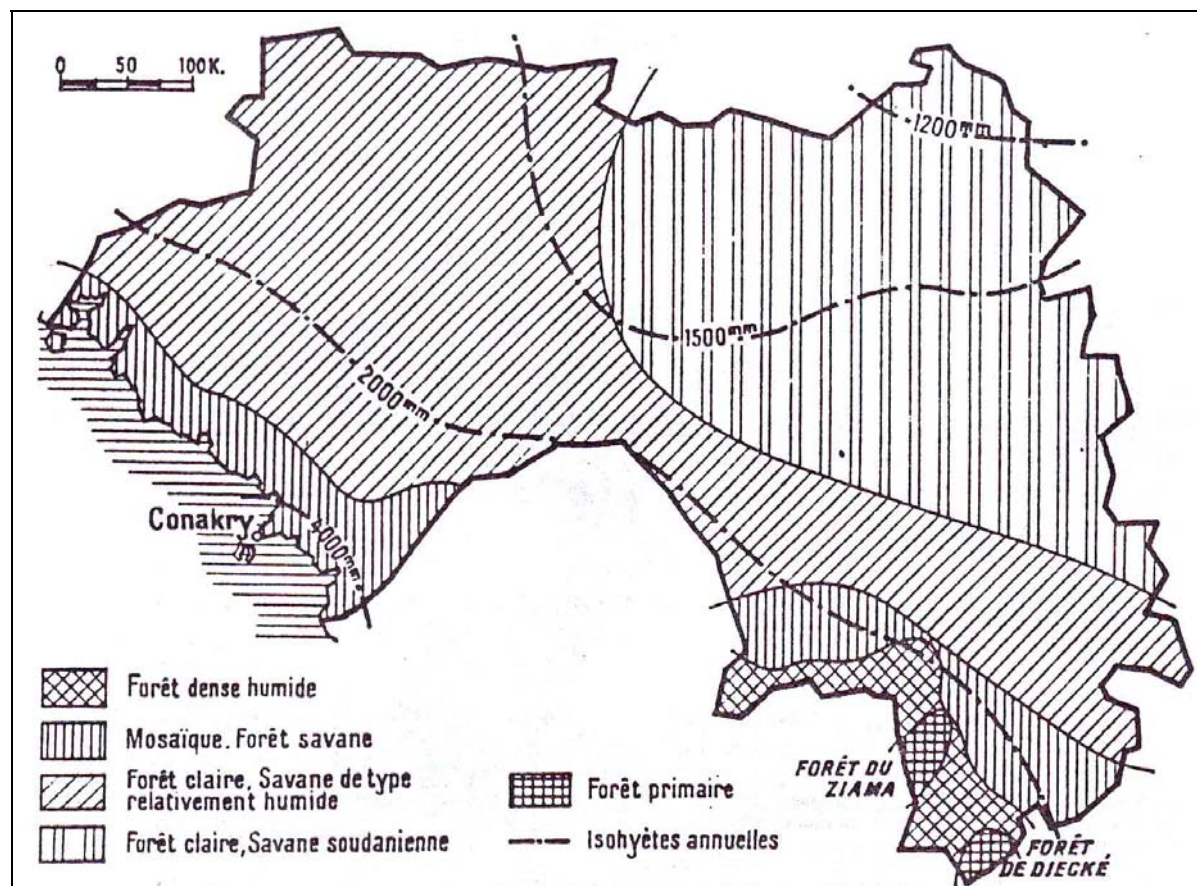 0 50 100K.
1200mm
1500mm
2000mm
Conakry
4000mm
Forêt dense humide
Mosaïque. Forêt savane
Forêt claire, Savane de type
relativement humide
Forêt claire, Savane soudanienne
Forêt primaire
Isohyètes annuelles
FORÊT DU
ZIAMA
FORÊT
DE DIECKÉ